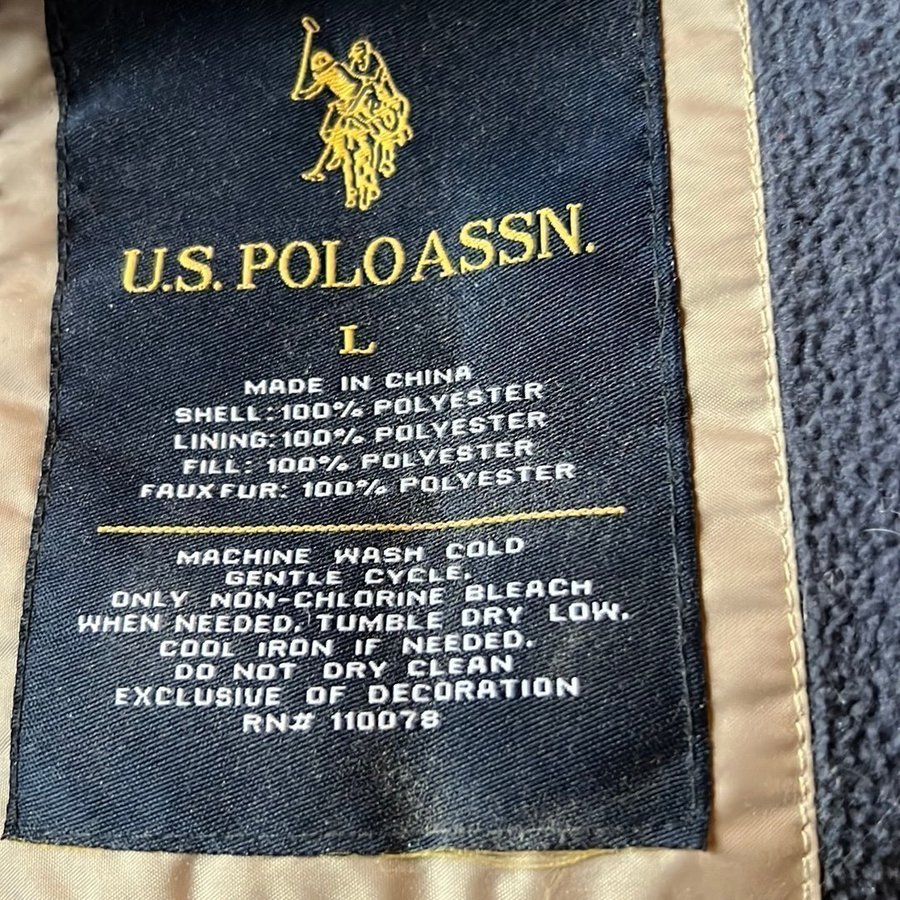 U.S. POLO ASSN.
L
MADE IN CHINA
SHELL: 100% POLYESTER
LINING: 100% POLYESTER
FILL: 100% POLYESTER
FAUX FUR: 100% POLYESTER
MACHINE WASH COLD
GENTLE CYCLE.
ONLY NON-CHLORINE BLEACH
WHEN NEEDED. TUMBLE DRY LOW.
COOL IRON IF NEEDED.
DO NOT DRY CLEAN
EXCLUSIVE OF DECORATION
RN# 110078